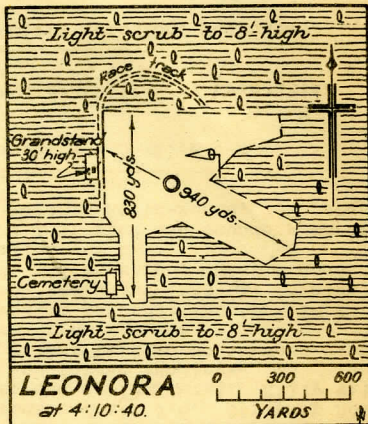 Light scrub to 8' high
Race Track
Grandstand
30' high
830 yds.
940 yds.
Cemetery
Light scrub to 8' high
LEONORA
at 4:10:40.
0 300 600
YARDS